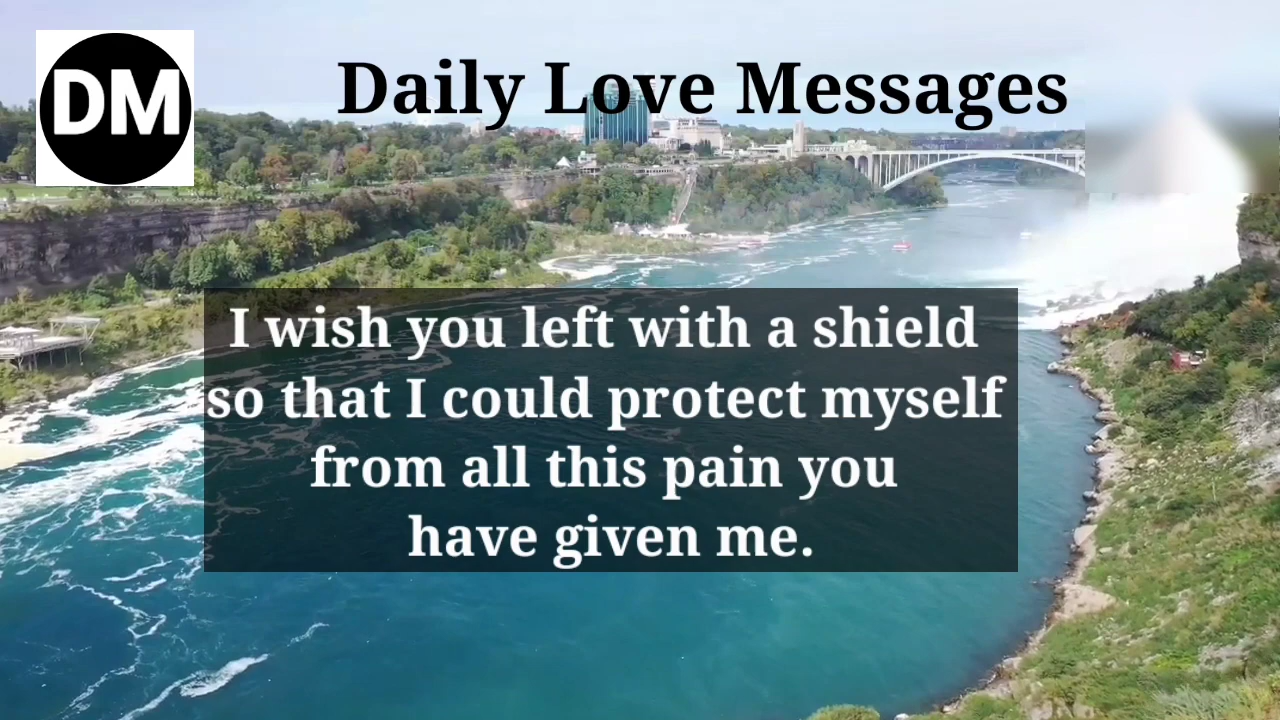 DM
Daily Love Messages
I wish you left with a shield
so that I could protect myself
from all this pain you
have given me.